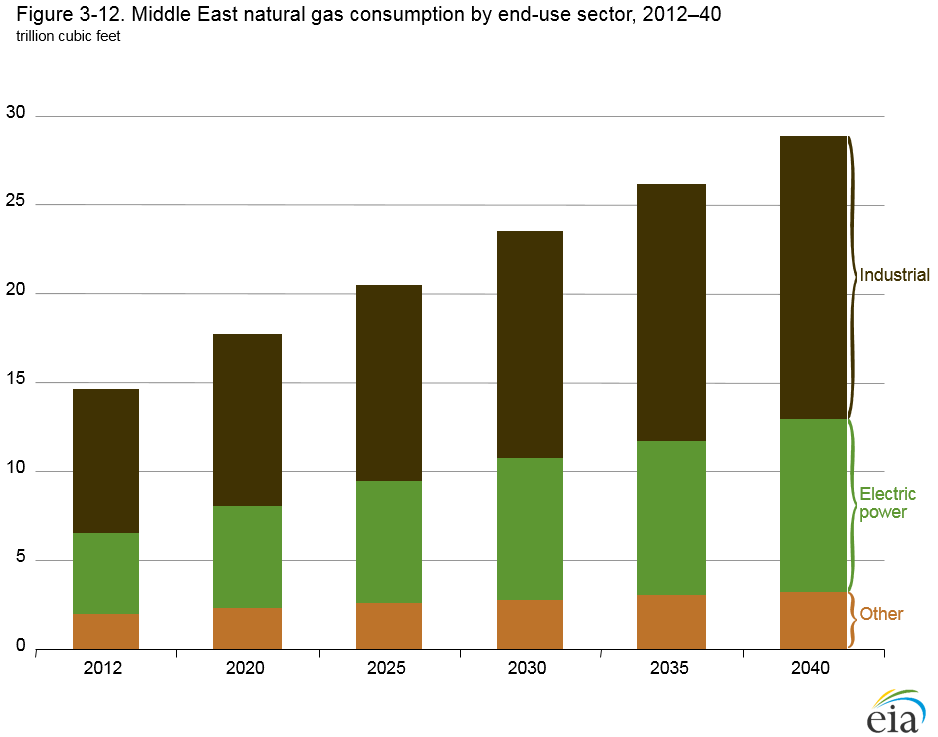 Figure 3-12. Middle East natural gas consumption by end-use sector, 2012–40
trillion cubic feet
30
25
20
15
10
5
0
Industrial
Electric
power
Other
2012
2020
2025
2030
2035
2040
eia